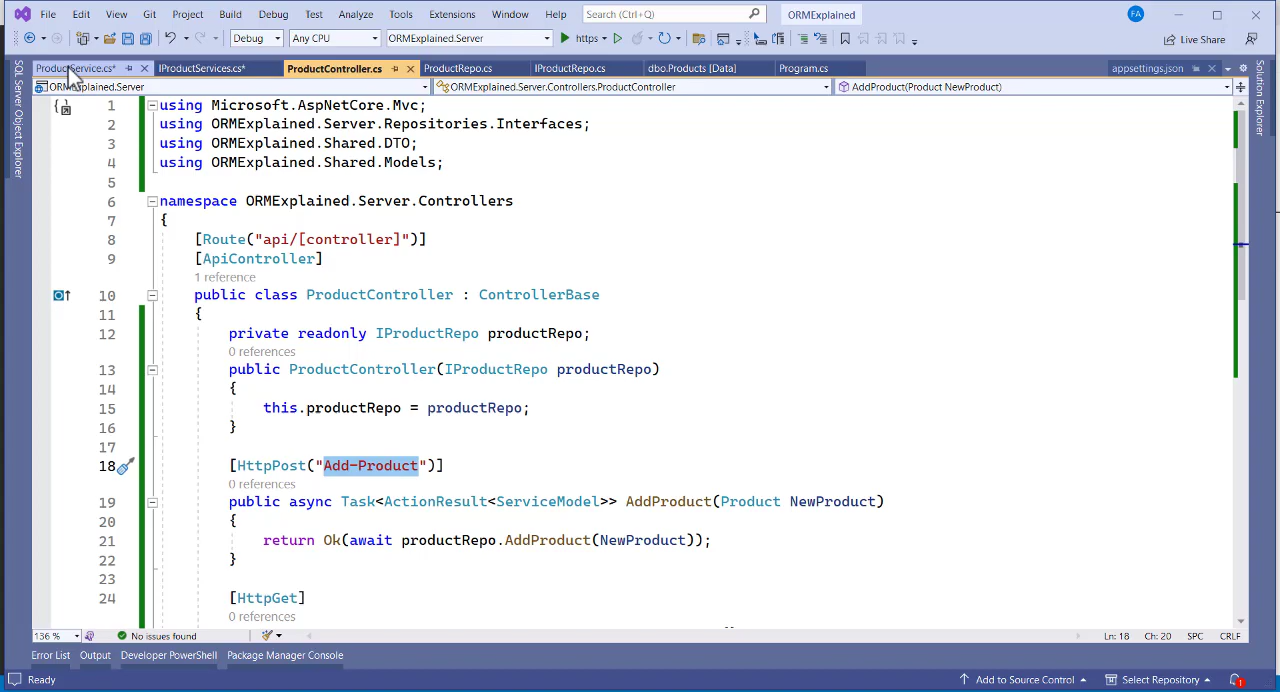 File Edit View Git Project Build Debug Test Analyze Tools Extensions Window Help Search (Ctrl+Q) ORMExplained FA
Debug Any CPU ORMExplained.Server https Live Share
ProductService.cs* IProductServices.cs* ProductController.cs ProductRepo.cs IProductRepo.cs dbo.Products [Data] Program.cs appsettings.json
ORMExplained.Server ORMExplained.Server.Controllers.ProductController AddProduct(Product NewProduct)
SQL Server Object Explorer
Solution Explorer
1 using Microsoft.AspNetCore.Mvc;
2 using ORMExplained.Server.Repositories.Interfaces;
3 using ORMExplained.Shared.DTO;
4 using ORMExplained.Shared.Models;
5
6 namespace ORMExplained.Server.Controllers
7 {
8 [Route("api/[controller]")]
9 [ApiController]
1 reference
10 public class ProductController : ControllerBase
11 {
12 private readonly IProductRepo productRepo;
0 references
13 public ProductController(IProductRepo productRepo)
14 {
15 this.productRepo = productRepo;
16 }
17
18 [HttpPost("Add-Product")]
0 references
19 public async Task<ActionResult<ServiceModel>> AddProduct(Product NewProduct)
20 {
21 return Ok(await productRepo.AddProduct(NewProduct));
22 }
23
24 [HttpGet]
0 references
136 % No issues found Ln: 18 Ch: 20 SPC CRLF
Error List Output Developer PowerShell Package Manager Console
Ready Add to Source Control Select Repository 1